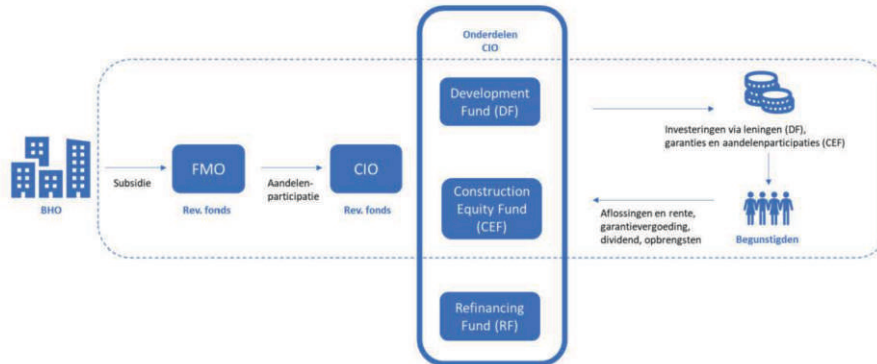 Onderdelen
CIO
Development
Fund (DF)
Investeringen via leningen (DF),
garanties en aandelenparticipaties (CEF)
BHO
Subsidie
FMO
Rev. fonds
Aandelen-
participatie
CIO
Rev. fonds
Construction
Equity Fund
(CEF)
Aflossingen en rente,
garantievergoeding,
dividend, opbrengsten
Begunstigden
Refinancing
Fund (RF)